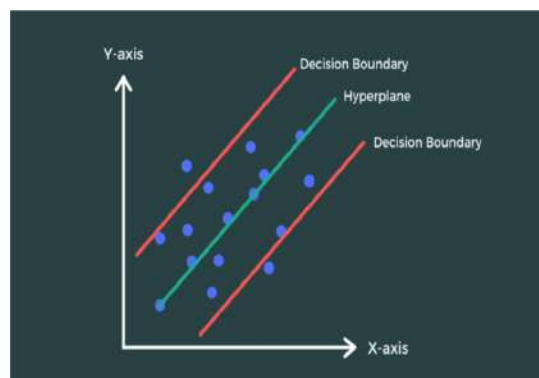 Y-axis
Decision Boundary
Hyperplane
Decision Boundary
X-axis